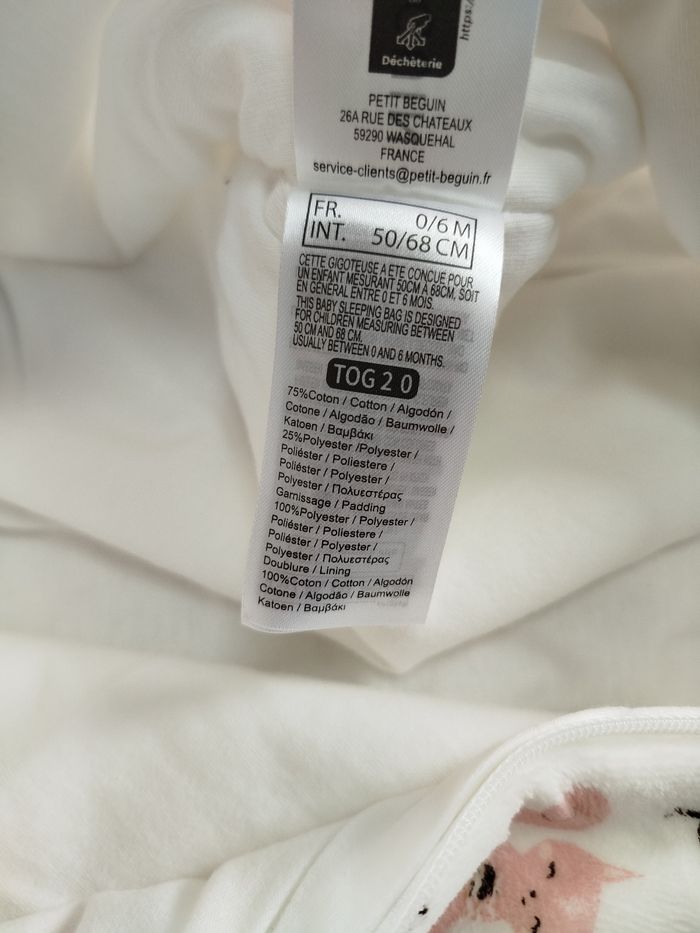 Déchèterie
https:/
PETIT BEGUIN
26A RUE DES CHATEAUX
59290 WASQUEHAL
FRANCE
service-clients@petit-beguin.fr
FR. 0/6 M
INT. 50/68 CM
CETTE GIGOTEUSE A ETE CONCUE POUR
UN ENFANT MESURANT 50CM A 68CM, SOIT
EN GENERAL ENTRE 0 ET 6 MOIS.
THIS BABY SLEEPING BAG IS DESIGNED
FOR CHILDREN MEASURING BETWEEN
50 CM AND 68 CM,
USUALLY BETWEEN 0 AND 6 MONTHS.
TOG 2 0
75%Coton / Cotton / Algodón /
Cotone / Algodão / Baumwolle /
Katoen / Βαμβάκι
25%Polyester /Polyester /
Poliéster / Poliestere /
Poliéster / Polyester /
Polyester / Πολυεστέρας
Garnissage / Padding
100%Polyester / Polyester /
Poliéster / Poliestere /
Poliéster / Polyester /
Polyester / Πολυεστέρας
Doublure / Lining
100%Coton / Cotton / Algodón
Cotone / Algodão / Baumwolle
Katoen / Βαμβάκι